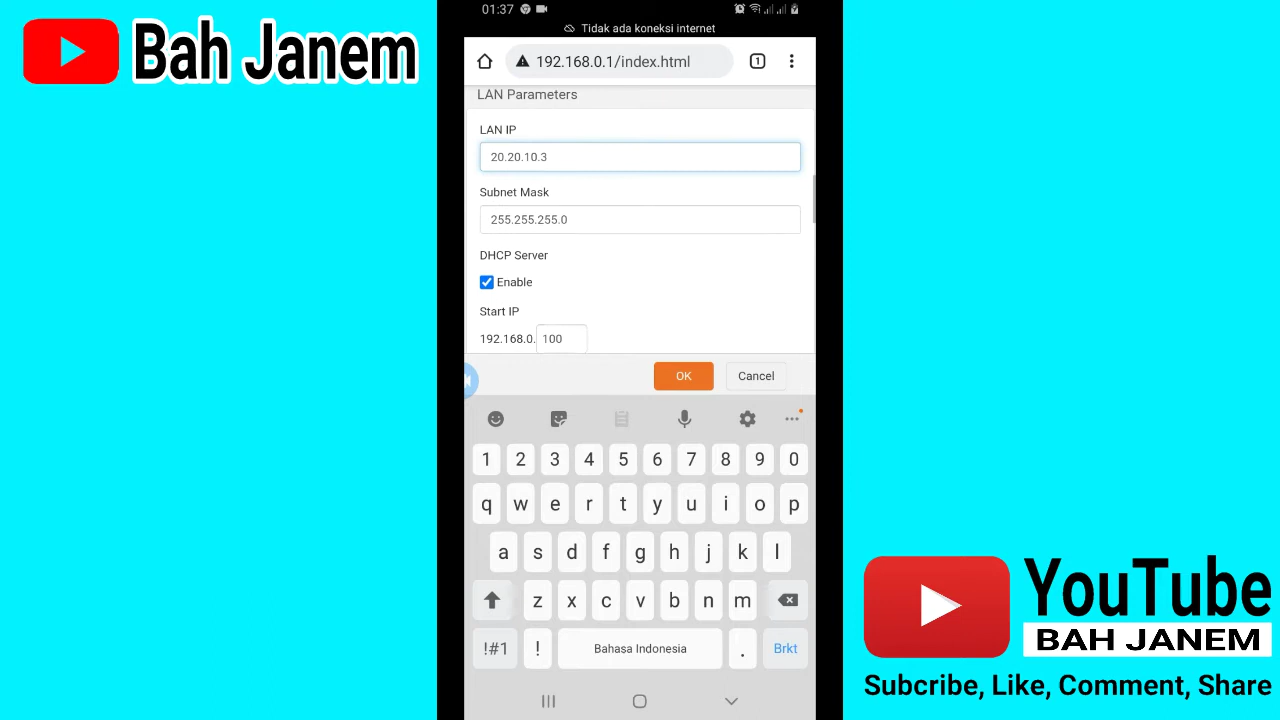 Bah Janem
01:37
Tidak ada koneksi internet
192.168.0.1/index.html
1
LAN Parameters
LAN IP
20.20.10.3
Subnet Mask
255.255.255.0
DHCP Server
Enable
Start IP
192.168.0. 100
OK Cancel
1 2 3 4 5 6 7 8 9 0
q w e r t y u i o p
a s d f g h j k l
z x c v b n m
!#1 ! Bahasa Indonesia . Brkt
YouTube
BAH JANEM
Subcribe, Like, Comment, Share